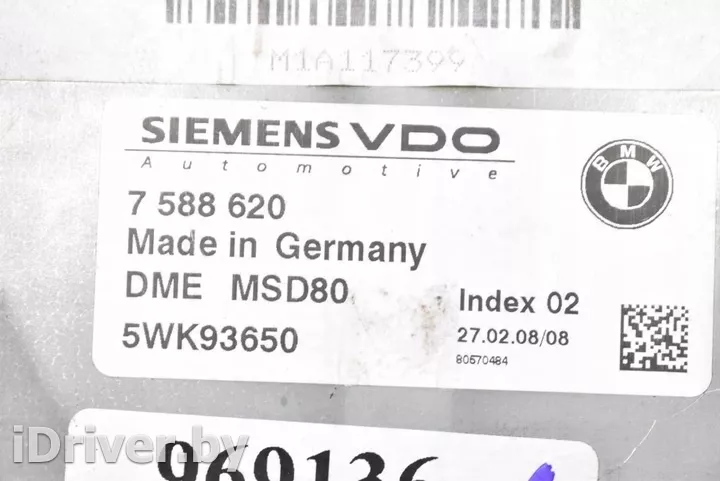 M1A117399
SIEMENS VDO
Automotive
BMW
7 588 620
Made in Germany
DME MSD80
Index 02
5WK93650
27.02.08/08
80570484
969136
iDriver.by